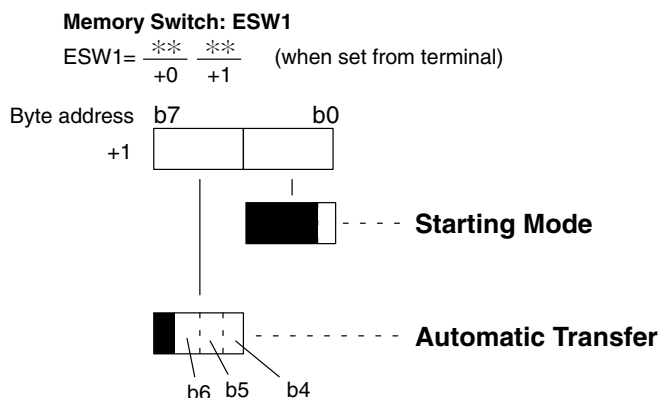 Memory Switch: ESW1
ESW1= ** ** (when set from terminal)
+0 +1
Byte address b7 b0
+1
Starting Mode
Automatic Transfer
b6 b5 b4